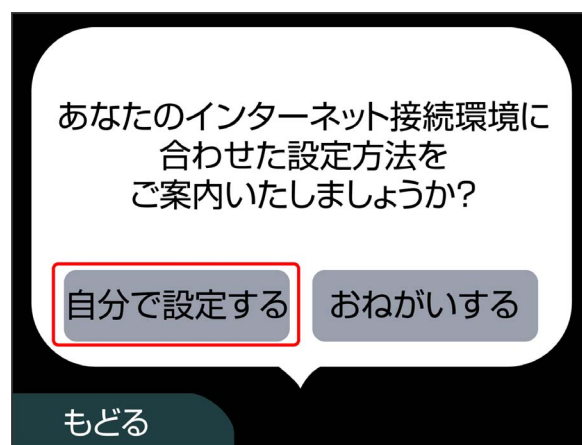 あなたのインターネット接続環境に
合わせた設定方法を
ご案内いたしましょうか?
自分で設定する
おねがいする
もどる